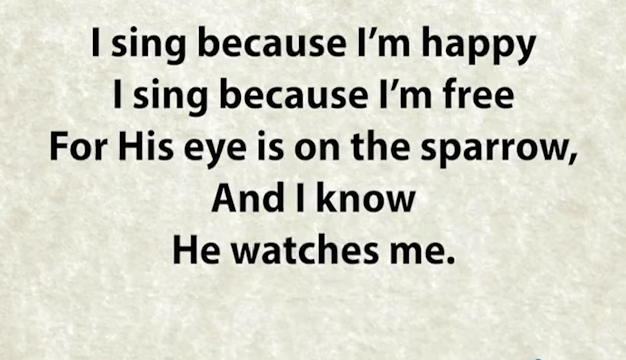 I sing because I’m happy
I sing because I’m free
For His eye is on the sparrow,
And I know
He watches me.